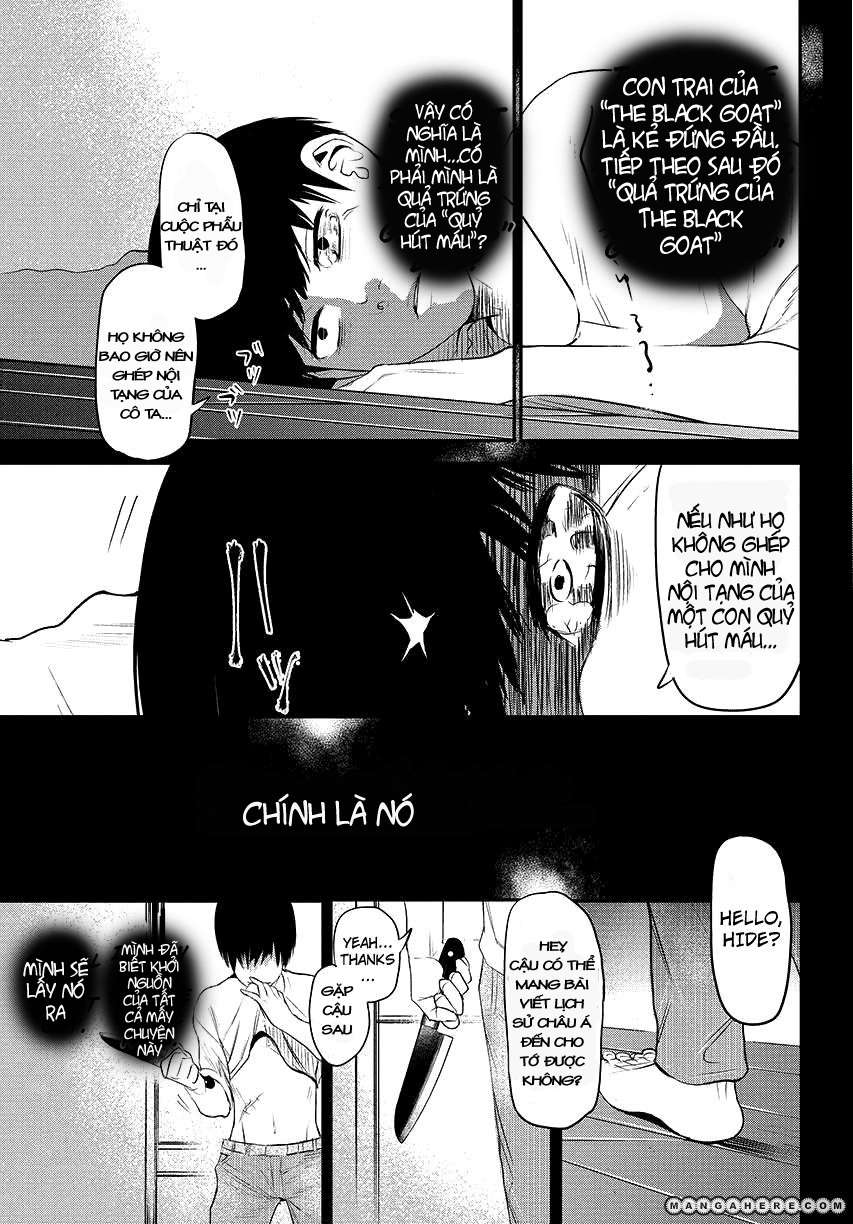 CON TRAI CỦA
"THE BLACK GOAT"
LÀ KẺ ĐỨNG ĐẦU.
TIẾP THEO SAU ĐÓ
"QUẢ TRỨNG CỦA
THE BLACK
GOAT"
VẬY CÓ
NGHĨA LÀ
MÌNH...CÓ
PHẢI MÌNH LÀ
QUẢ TRỨNG
CỦA "QUỶ
HÚT MÁU"?
CHỈ TẠI
CUỘC PHẪU
THUẬT ĐÓ
...
HỌ KHÔNG
BAO GIỜ NÊN
GHÉP NỘI
TẠNG CỦA
CÔ TA...
NẾU NHƯ HỌ
KHÔNG GHÉP
CHO MÌNH
NỘI TẠNG CỦA
MỘT CON QUỶ
HÚT MÁU...
CHÍNH LÀ NÓ
HELLO,
HIDE?
HEY,
CẬU CÓ THỂ
MANG BÀI
VIẾT LỊCH
SỬ CHÂU Á
ĐẾN CHO
TỚ ĐƯỢC
KHÔNG?
YEAH...
THANKS
...
GẶP
CẬU
SAU
MÌNH ĐÃ
BIẾT KHỞI
NGUỒN
CỦA TẤT
CẢ MẤY
CHUYỆN
NÀY
MÌNH SẼ
LẤY NÓ
RA
MANGAHERE.COM